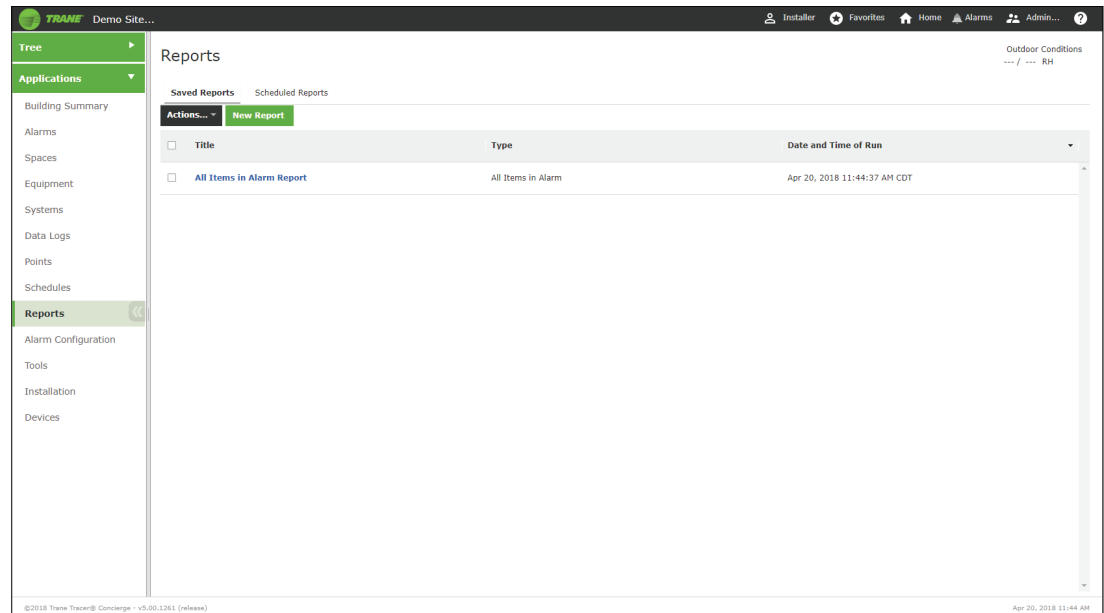 TRANE Demo Site... Installer Favorites Home Alarms Admin... ?
Tree
Applications
Building Summary
Alarms
Spaces
Equipment
Systems
Data Logs
Points
Schedules
Reports
Alarm Configuration
Tools
Installation
Devices
Reports
Outdoor Conditions
--- / --- RH
Saved Reports Scheduled Reports
Actions... New Report
Title Type Date and Time of Run
All Items in Alarm Report All Items in Alarm Apr 20, 2018 11:44:37 AM CDT
©2018 Trane Tracer® Concierge - v5.00.1261 (release) Apr 20, 2018 11:44 AM